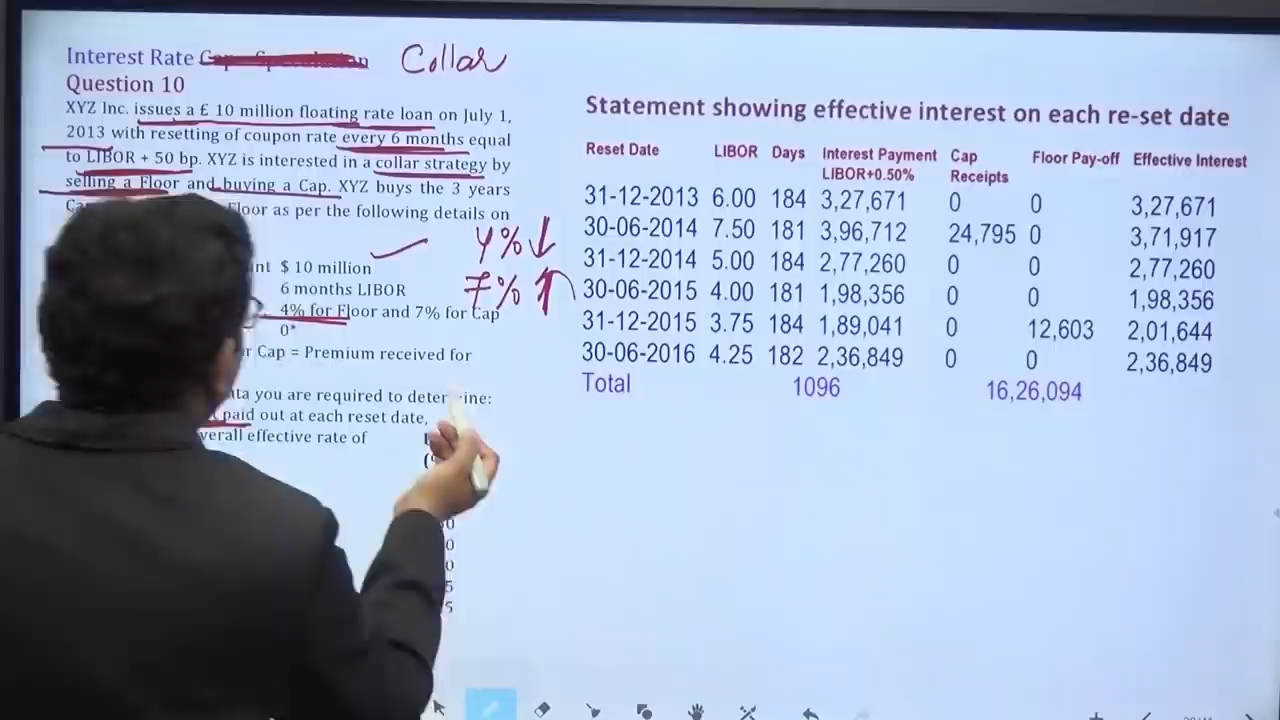 Interest Rate Collar
Question 10
XYZ Inc. issues a £ 10 million floating rate loan on July 1,
2013 with resetting of coupon rate every 6 months equal
to LIBOR + 50 bp. XYZ is interested in a collar strategy by
selling a Floor and buying a Cap. XYZ buys the 3 years
Floor as per the following details on
$ 10 million
6 months LIBOR
4% for Floor and 7% for Cap
0*
Cap = Premium received for
you are required to
paid out at each reset date,
effective rate of
4% ↓
7% ↑
0
0
0
5
5
Statement showing effective interest on each re-set date
Reset Date LIBOR Days Interest Payment LIBOR+0.50% Cap Receipts Floor Pay-off Effective Interest
31-12-2013 6.00 184 3,27,671 0 0 3,27,671
30-06-2014 7.50 181 3,96,712 24,795 0 3,71,917
31-12-2014 5.00 184 2,77,260 0 0 2,77,260
30-06-2015 4.00 181 1,98,356 0 0 1,98,356
31-12-2015 3.75 184 1,89,041 0 12,603 2,01,644
30-06-2016 4.25 182 2,36,849 0 0 2,36,849
Total 1096 16,26,094